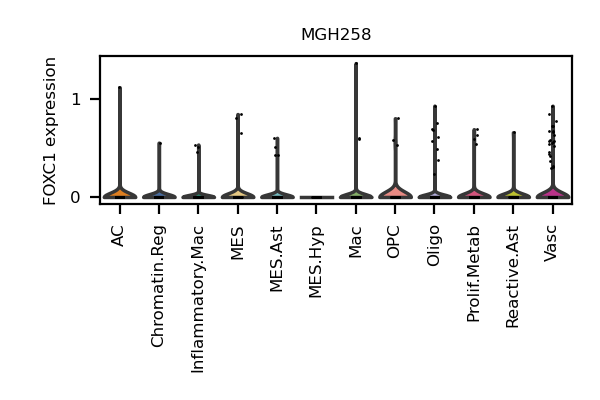 MGH258
FOXC1 expression
1
0
AC
Chromatin.Reg
Inflammatory.Mac
MES
MES.Ast
MES.Hyp
Mac
OPC
Oligo
Prolif.Metab
Reactive.Ast
Vasc